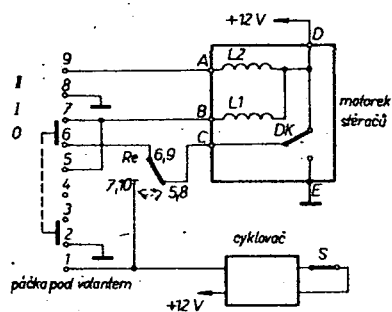 +12 V
D
A
L2
B
L1
C
DK
E
motorek
stěračů
II
I
0
9
8
7
6
5
4
3
2
1
Re
6,9
7,10
5,8
páčka pod volantem
cyklovač
S
+12 V